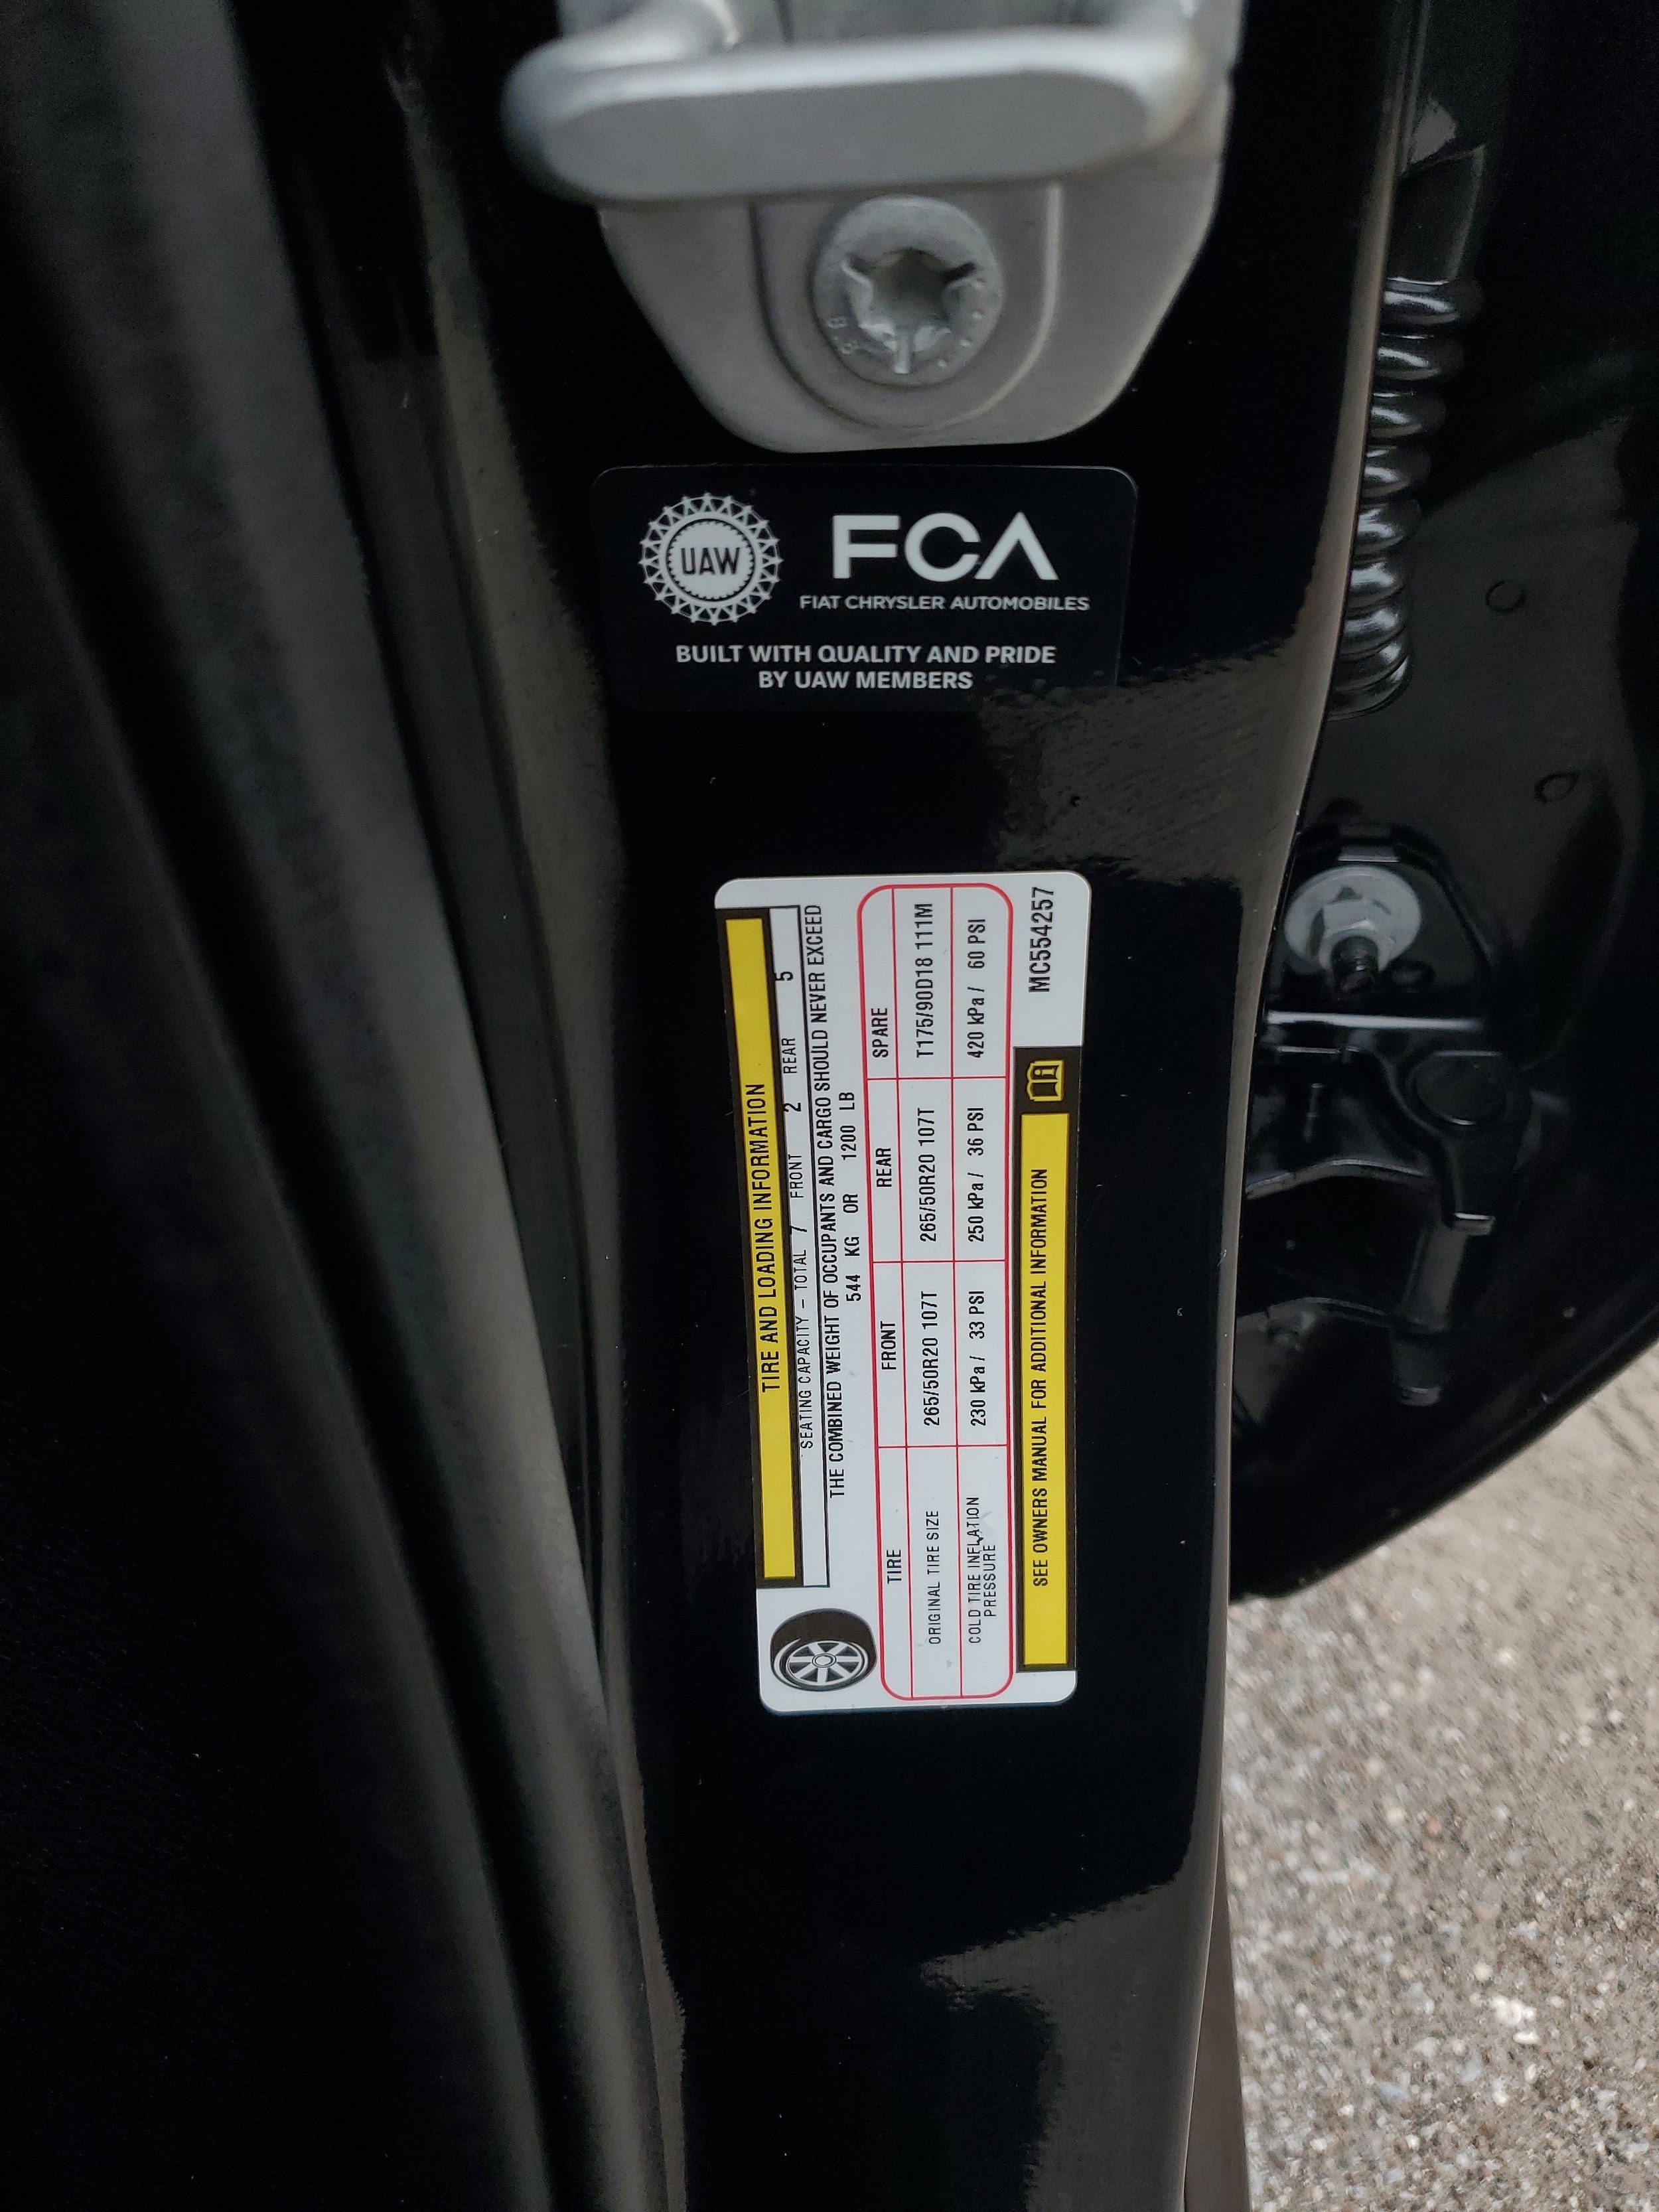 UAW
FCA
FIAT CHRYSLER AUTOMOBILES
BUILT WITH QUALITY AND PRIDE
BY UAW MEMBERS
TIRE AND LOADING INFORMATION
SEATING CAPACITY – TOTAL 7 FRONT 2 REAR 5
THE COMBINED WEIGHT OF OCCUPANTS AND CARGO SHOULD NEVER EXCEED
544 KG OR 1200 LB
TIRE FRONT REAR SPARE
ORIGINAL TIRE SIZE 265/50R20 107T 265/50R20 107T T175/90D18 111M
COLD TIRE INFLATION
PRESSURE 230 kPa / 33 PSI 250 kPa / 36 PSI 420 kPa / 60 PSI
SEE OWNERS MANUAL FOR ADDITIONAL INFORMATION
MC554257